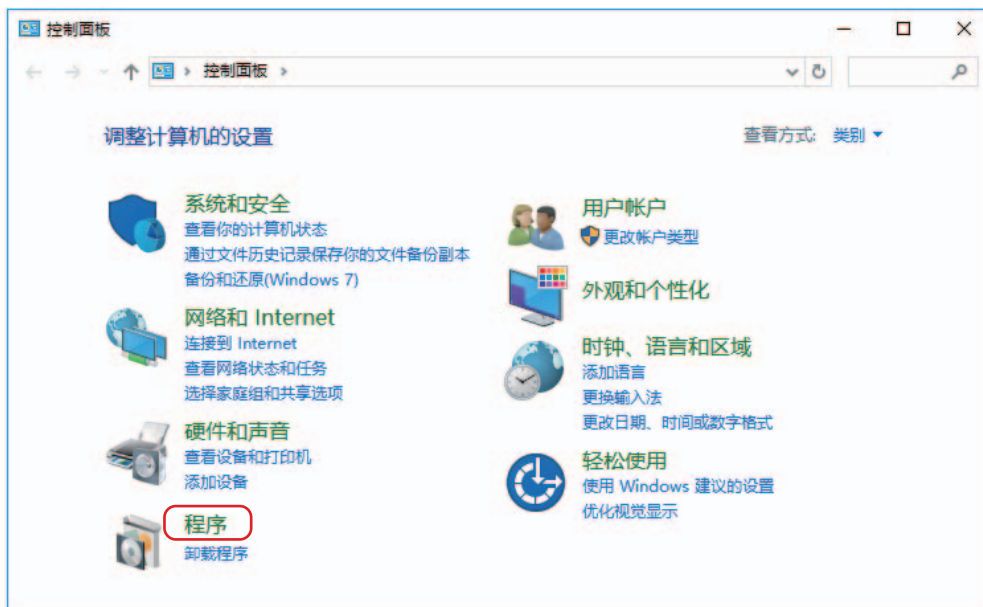 控制面板
控制面板
调整计算机的设置
查看方式: 类别
系统和安全
查看你的计算机状态
通过文件历史记录保存你的文件备份副本
备份和还原(Windows 7)
网络和 Internet
连接到 Internet
查看网络状态和任务
选择家庭组和共享选项
硬件和声音
查看设备和打印机
添加设备
程序
卸载程序
用户帐户
更改帐户类型
外观和个性化
时钟、语言和区域
添加语言
更换输入法
更改日期、时间或数字格式
轻松使用
使用 Windows 建议的设置
优化视觉显示